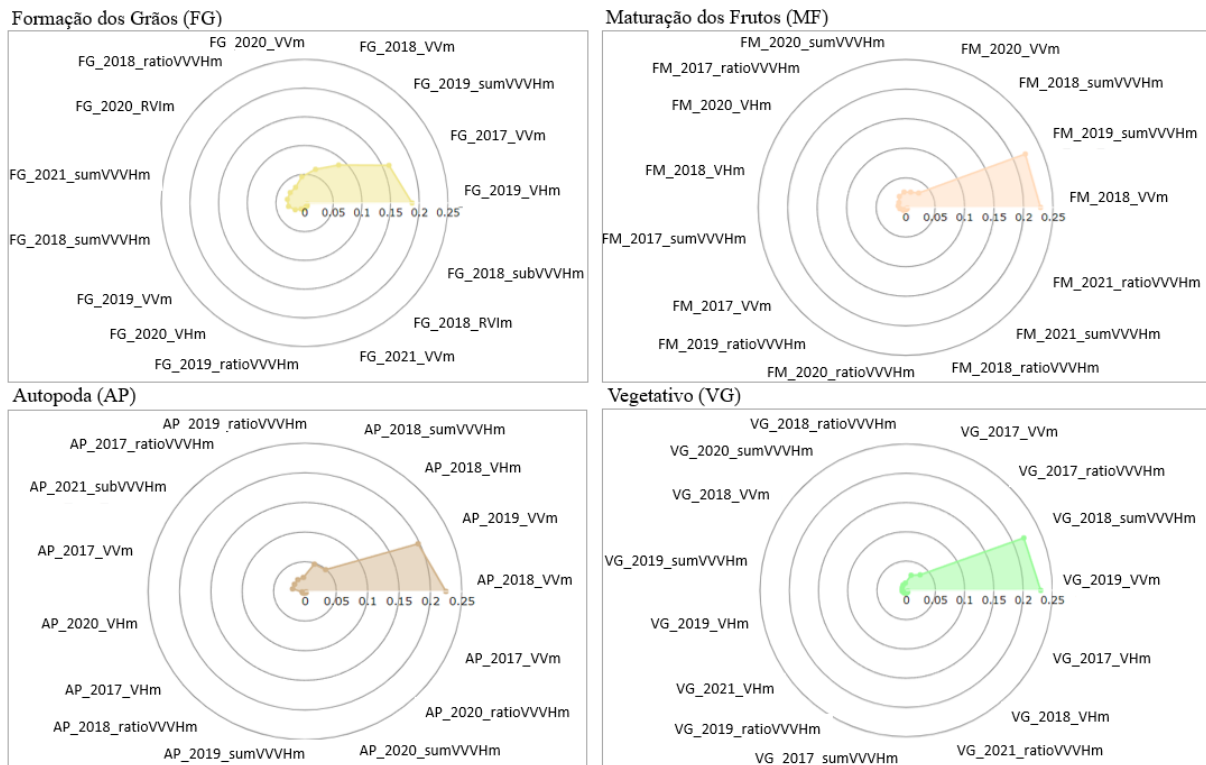 Formação dos Grãos (FG)
FG_2020_VVm
FG_2018_VVm
FG_2018_ratioVVVHm
FG_2019_sumVVVHm
FG_2020_RVIm
FG_2017_VVm
FG_2021_sumVVVHm
FG_2019_VHm
0 0.05 0.1 0.15 0.2 0.25
FG_2018_sumVVVHm
FG_2018_subVVVHm
FG_2019_VVm
FG_2018_RVIm
FG_2020_VHm
FG_2021_VVm
FG_2019_ratioVVVHm
Maturação dos Frutos (MF)
FM_2020_sumVVVHm
FM_2020_VVm
FM_2017_ratioVVVHm
FM_2018_sumVVVHm
FM_2020_VHm
FM_2019_sumVVVHm
FM_2018_VHm
FM_2018_VVm
0 0.05 0.1 0.15 0.2 0.25
FM_2017_sumVVVHm
FM_2021_ratioVVVHm
FM_2017_VVm
FM_2021_sumVVVHm
FM_2019_ratioVVVHm
FM_2018_ratioVVVHm
FM_2020_ratioVVVHm
Autopoda (AP)
AP_2019_ratioVVVHm
AP_2018_sumVVVHm
AP_2017_ratioVVVHm
AP_2018_VHm
AP_2021_subVVVHm
AP_2019_VVm
AP_2017_VVm
AP_2018_VVm
0 0.05 0.1 0.15 0.2 0.25
AP_2020_VHm
AP_2017_VVm
AP_2017_VHm
AP_2020_ratioVVVHm
AP_2018_ratioVVVHm
AP_2020_sumVVVHm
AP_2019_sumVVVHm
Vegetativo (VG)
VG_2018_ratioVVVHm
VG_2017_VVm
VG_2020_sumVVVHm
VG_2017_ratioVVVHm
VG_2018_VVm
VG_2018_sumVVVHm
VG_2019_sumVVVHm
VG_2019_VVm
0 0.05 0.1 0.15 0.2 0.25
VG_2019_VHm
VG_2017_VHm
VG_2021_VHm
VG_2018_VHm
VG_2019_ratioVVVHm
VG_2021_ratioVVVHm
VG_2017_sumVVVHm